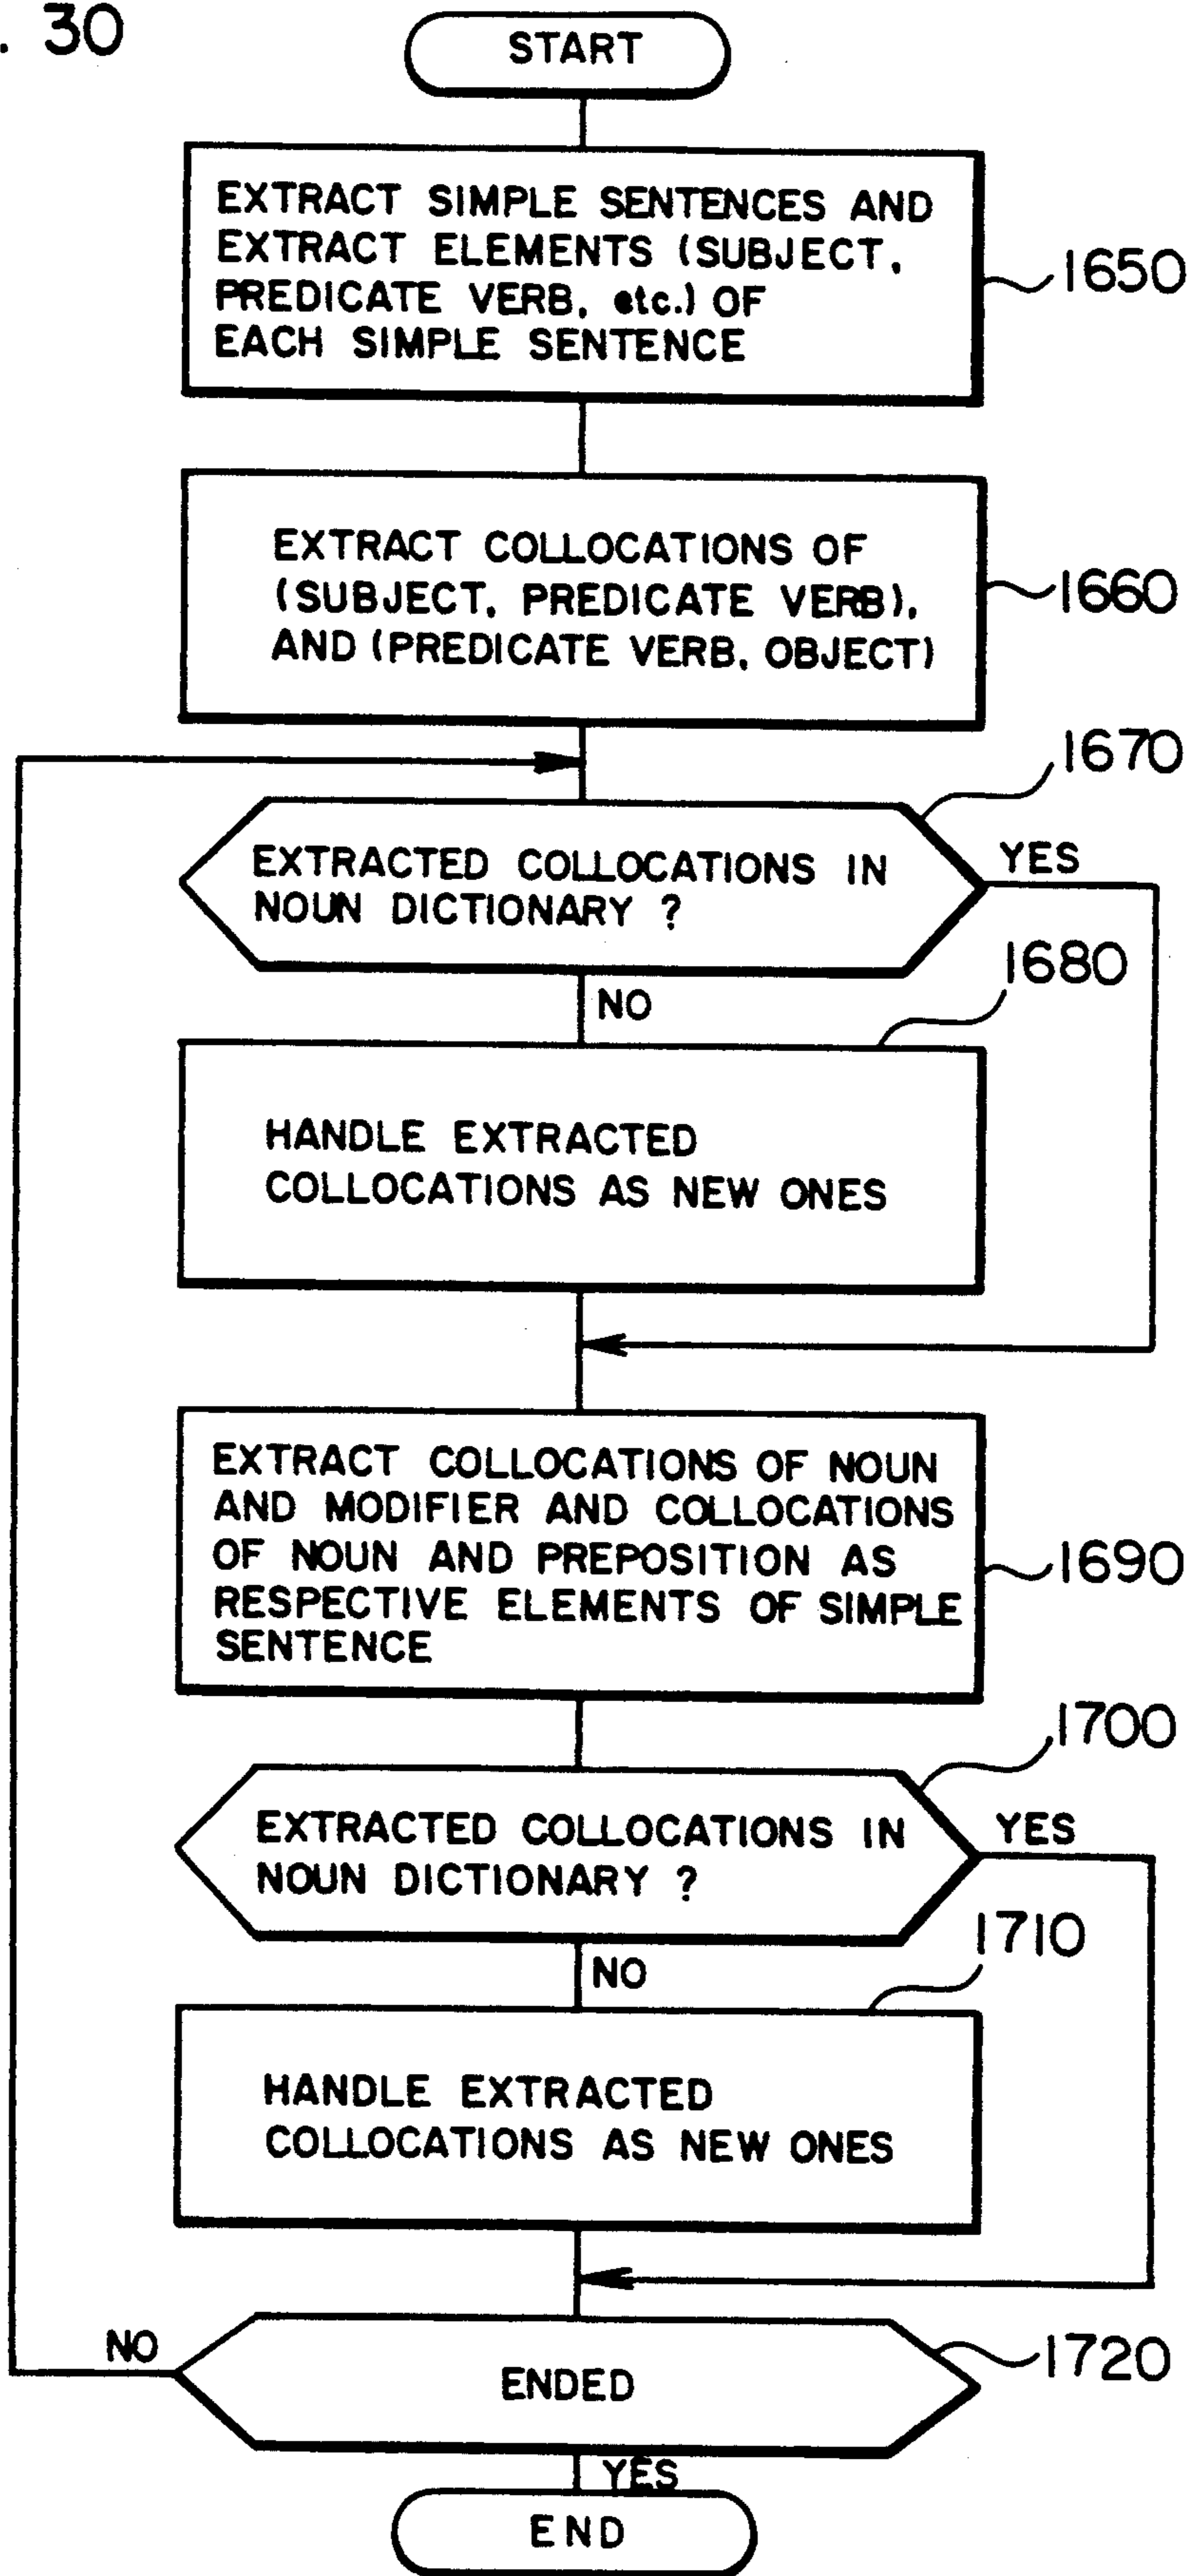 . 30
START
EXTRACT SIMPLE SENTENCES AND
EXTRACT ELEMENTS (SUBJECT,
PREDICATE VERB, etc.) OF
EACH SIMPLE SENTENCE
1650
EXTRACT COLLOCATIONS OF
(SUBJECT, PREDICATE VERB),
AND (PREDICATE VERB, OBJECT)
1660
1670
EXTRACTED COLLOCATIONS IN
NOUN DICTIONARY ?
YES
NO
1680
HANDLE EXTRACTED
COLLOCATIONS AS NEW ONES
EXTRACT COLLOCATIONS OF NOUN
AND MODIFIER AND COLLOCATIONS
OF NOUN AND PREPOSITION AS
RESPECTIVE ELEMENTS OF SIMPLE
SENTENCE
1690
1700
EXTRACTED COLLOCATIONS IN
NOUN DICTIONARY ?
YES
NO
1710
HANDLE EXTRACTED
COLLOCATIONS AS NEW ONES
NO
ENDED
1720
YES
END